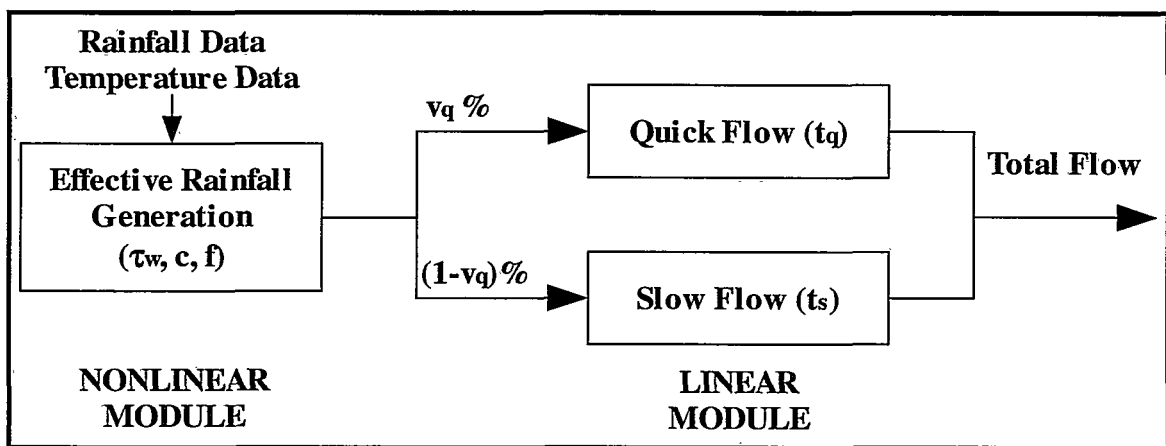 Rainfall Data
Temperature Data
Effective Rainfall
Generation
(τw, c, f)
vq %
(1-vq)%
Quick Flow (tq)
Slow Flow (ts)
Total Flow
NONLINEAR
MODULE
LINEAR
MODULE